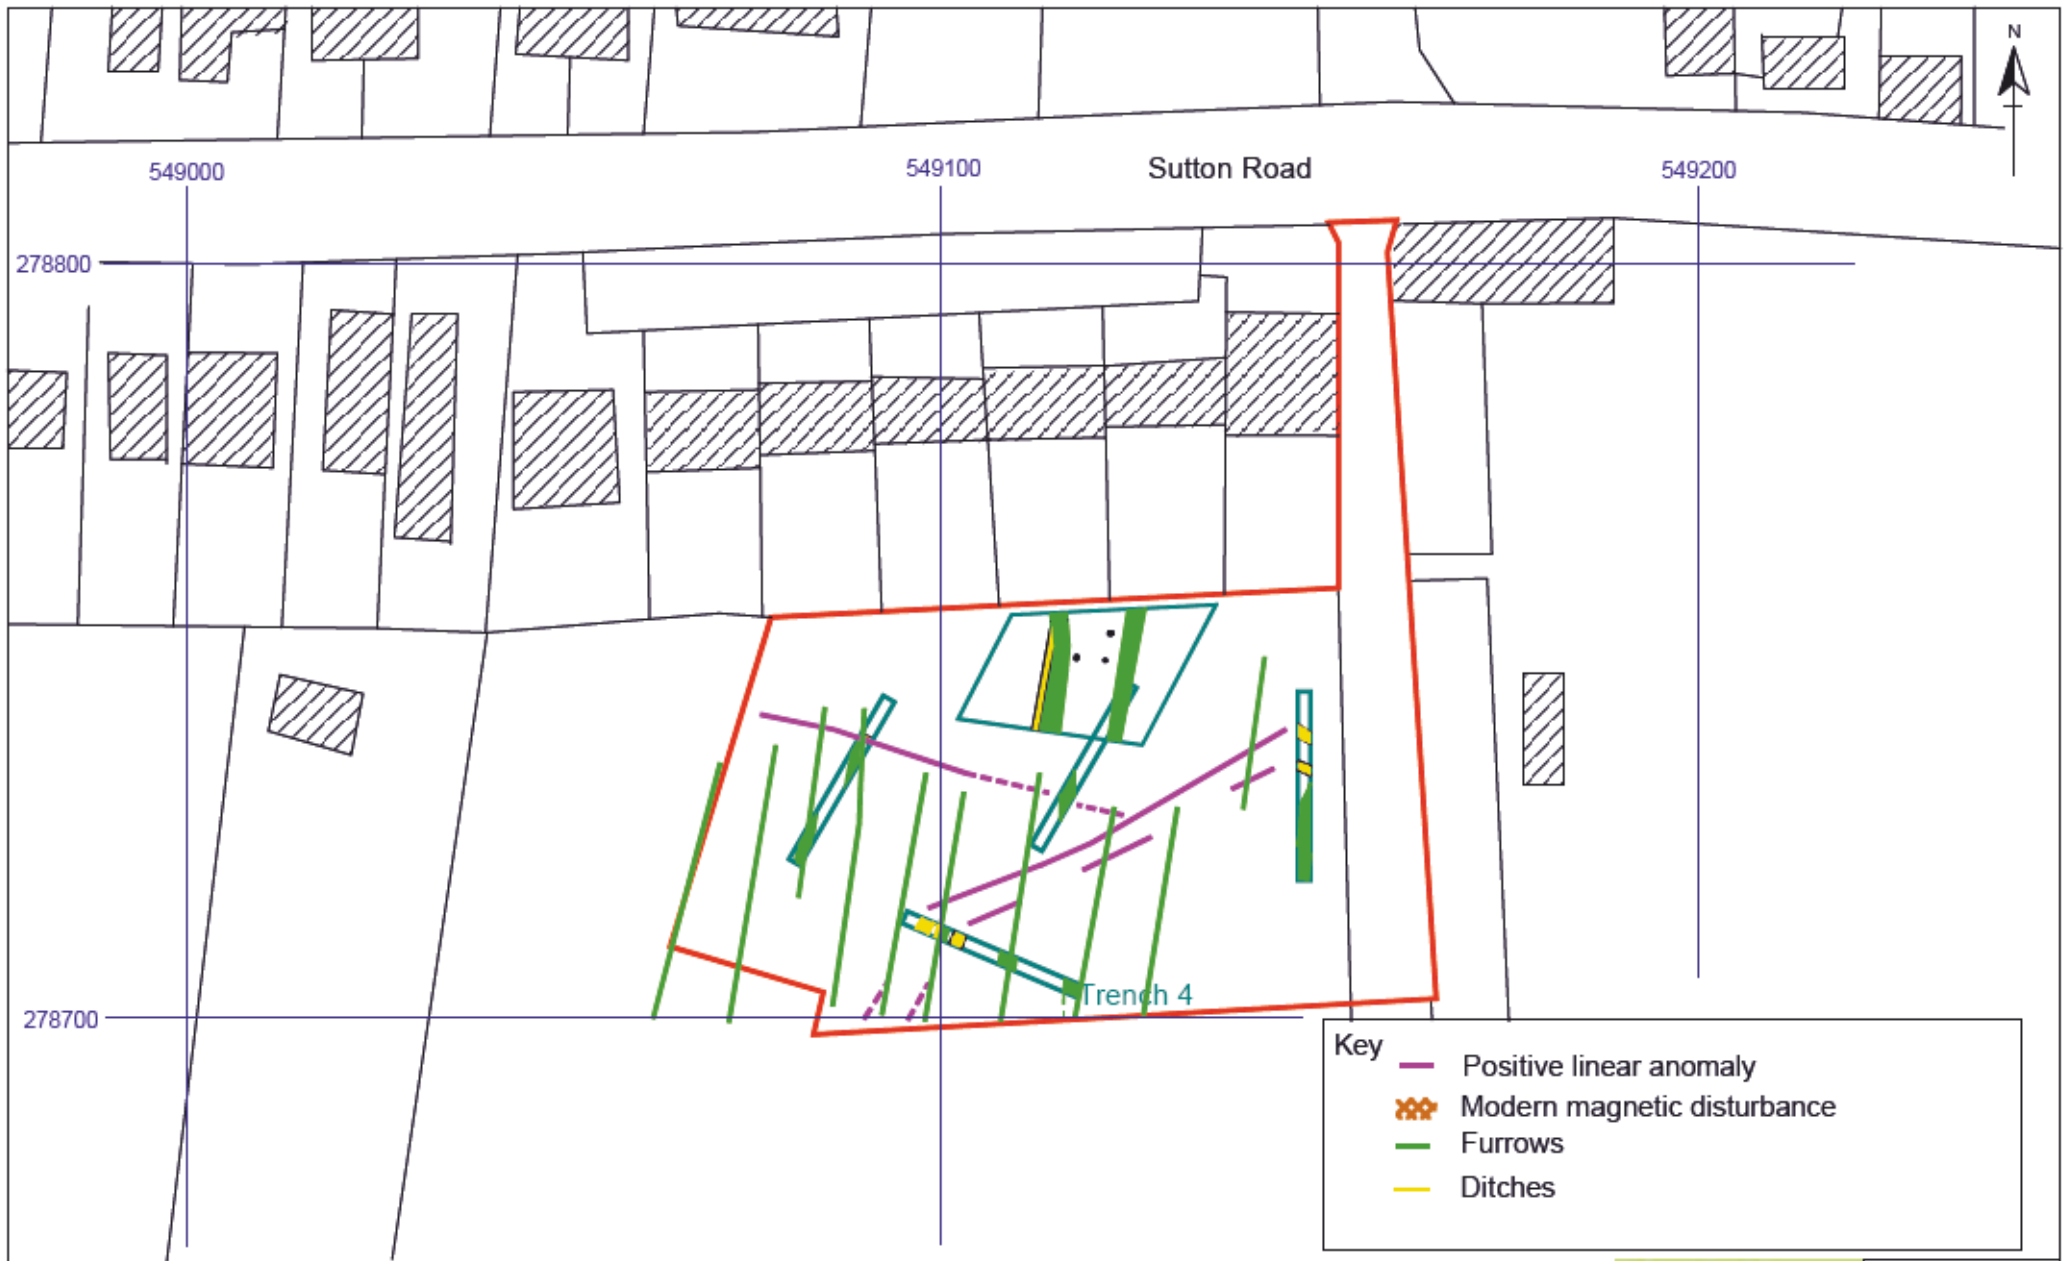 N
549000
549100
Sutton Road
549200
278800
Trench 4
278700
Key
Positive linear anomaly
Modern magnetic disturbance
Furrows
Ditches